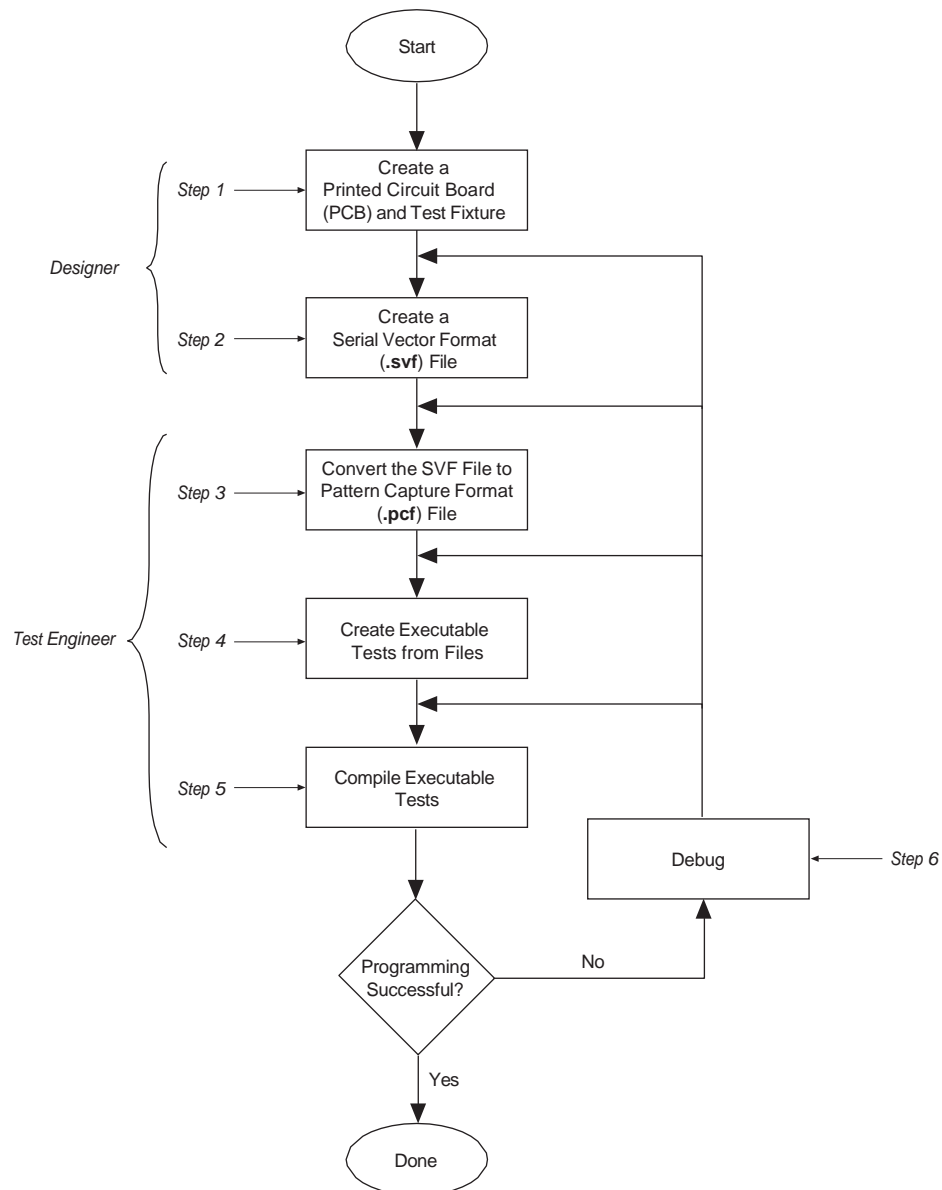 Start
Create a
Printed Circuit Board
(PCB) and Test Fixture
Step 1
Designer
Create a
Serial Vector Format
(.svf) File
Step 2
Convert the SVF File to
Pattern Capture Format
(.pcf) File
Step 3
Test Engineer
Step 4
Create Executable
Tests from Files
Step 5
Compile Executable
Tests
Debug
Step 6
Programming
Successful?
No
Yes
Done